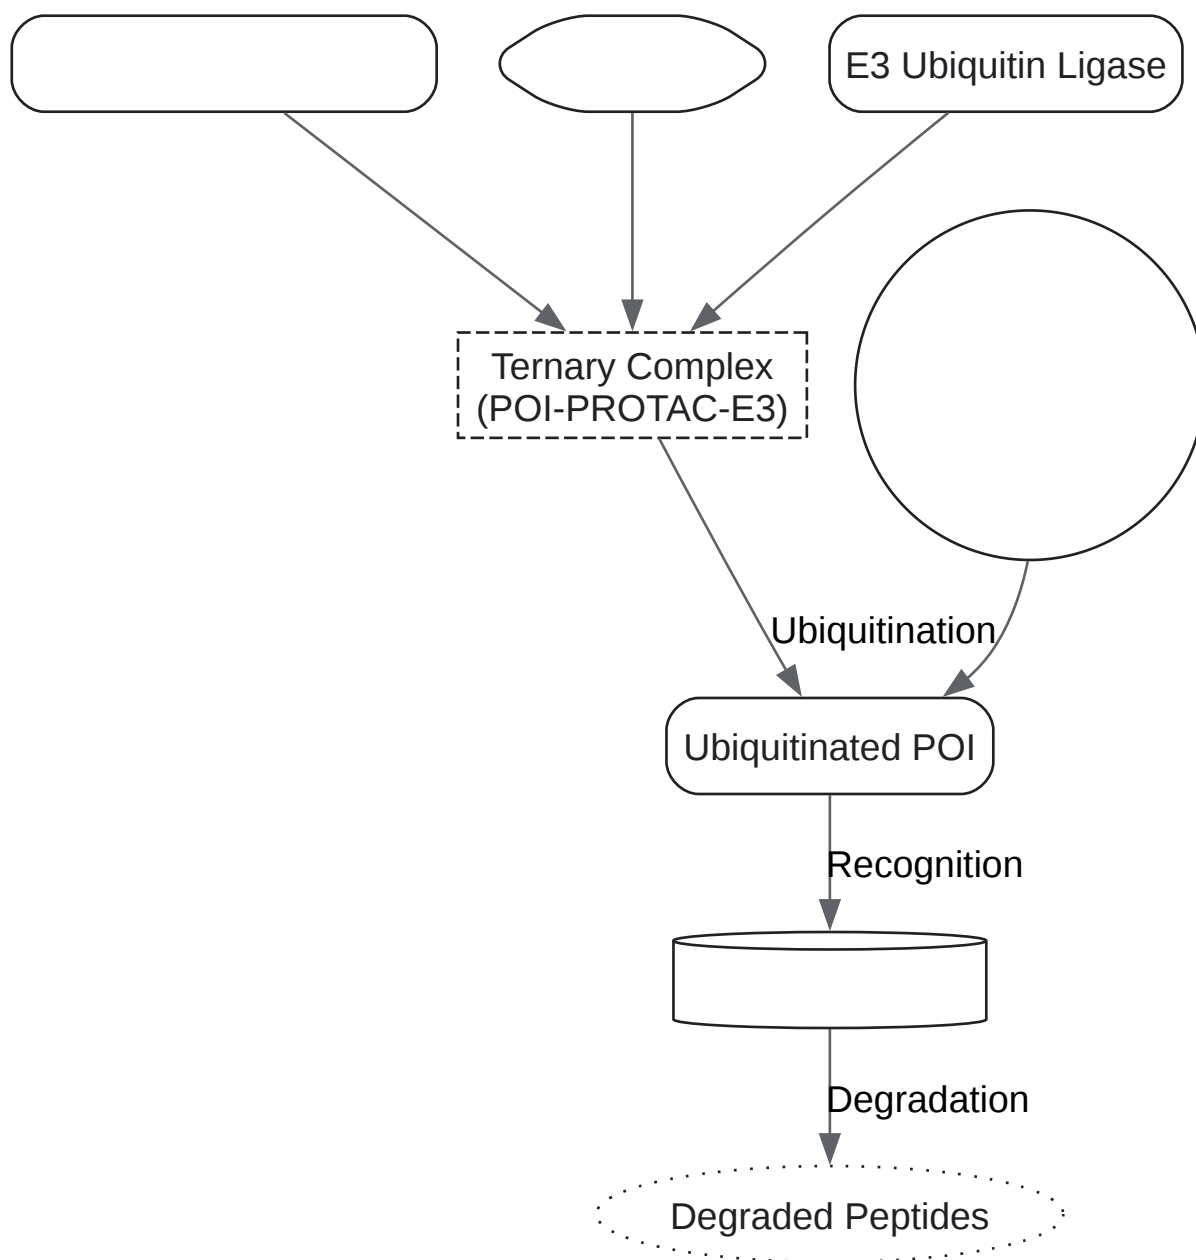 E3 Ubiquitin Ligase
Ternary Complex
(POI-PROTAC-E3)
Ubiquitination
Ubiquitinated POI
Recognition
Degradation
Degraded Peptides